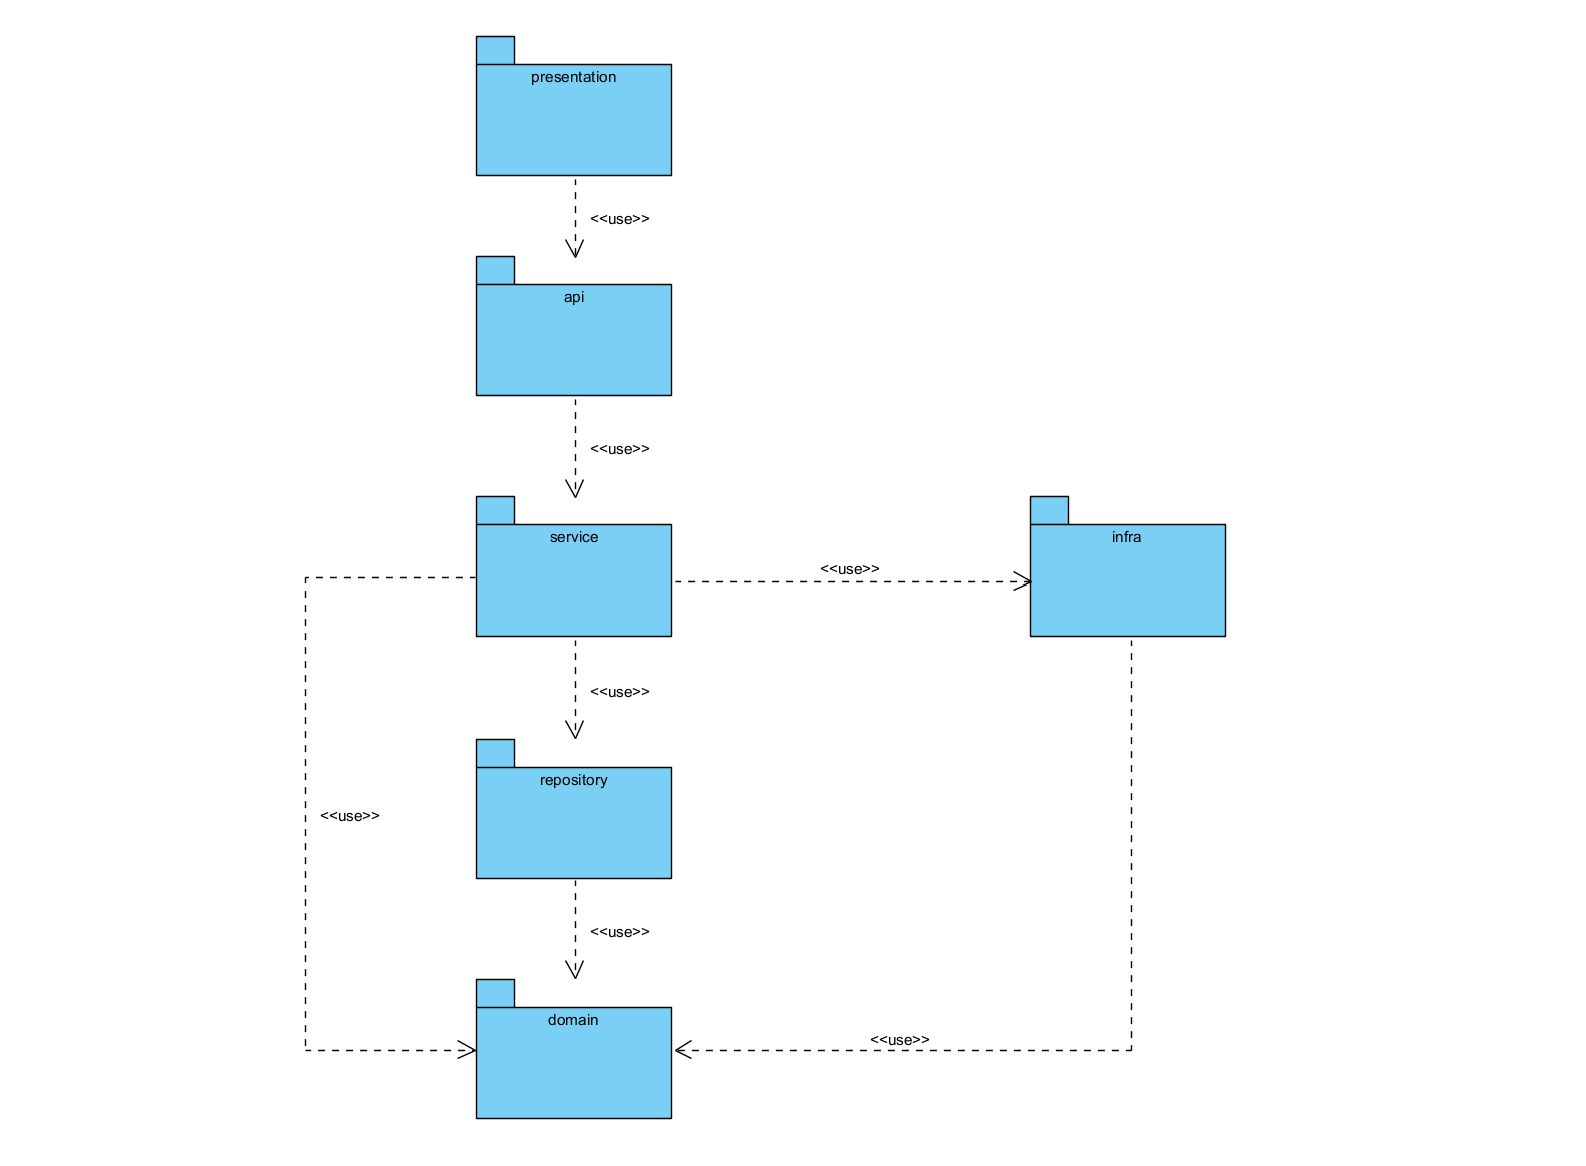 presentation
<<use>>
api
<<use>>
service
infra
<<use>>
<<use>>
repository
<<use>>
<<use>>
domain
<<use>>